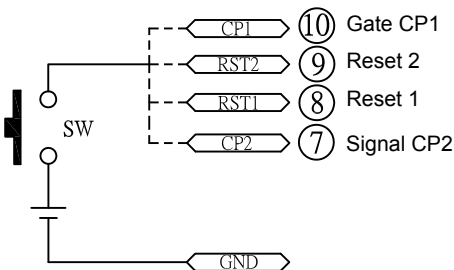 CP1 10 Gate CP1
RST2 9 Reset 2
RST1 8 Reset 1
SW
CP2 7 Signal CP2
GND